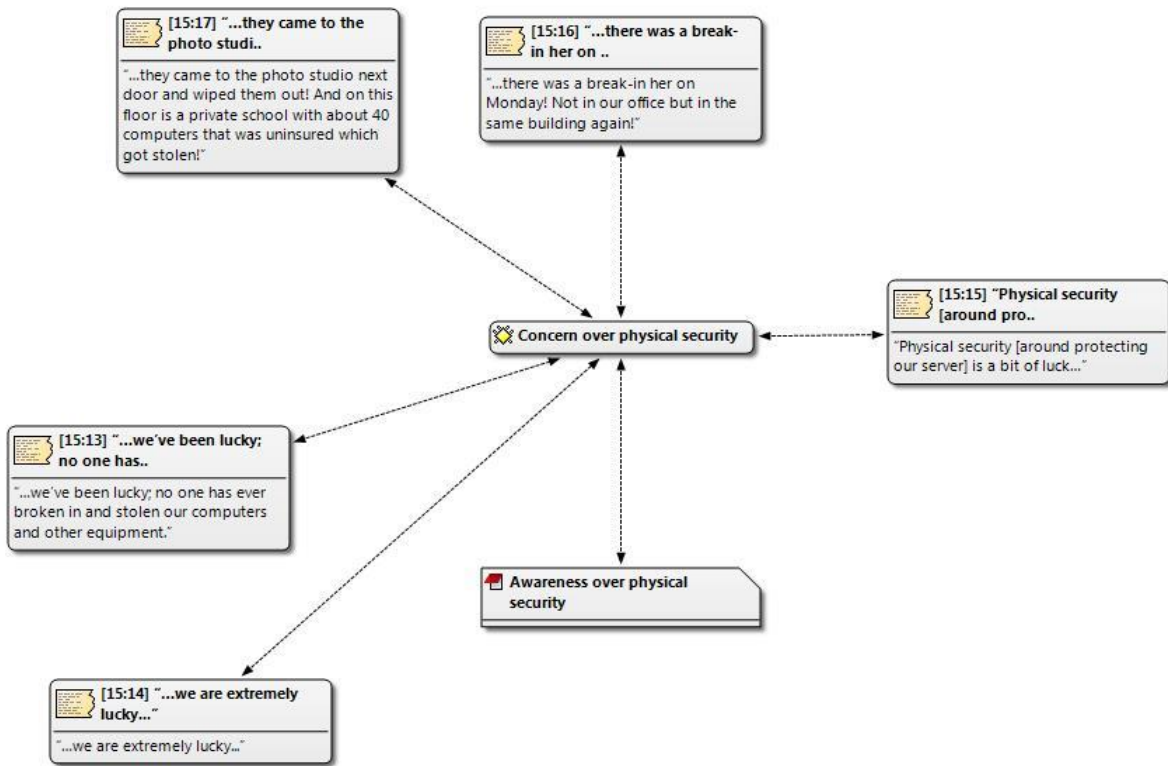 [15:17] “...they came to the
photo studi..
“...they came to the photo studio next
door and wiped them out! And on this
floor is a private school with about 40
computers that was uninsured which
got stolen!”
[15:16] “...there was a break-
in her on ..
“...there was a break-in her on
Monday! Not in our office but in the
same building again!”
[15:15] “Physical security
[around pro..
“Physical security [around protecting
our server] is a bit of luck...”
Concern over physical security
[15:13] “...we’ve been lucky;
no one has..
“...we’ve been lucky; no one has ever
broken in and stolen our computers
and other equipment.”
Awareness over physical
security
[15:14] “...we are extremely
lucky...”
“...we are extremely lucky...”